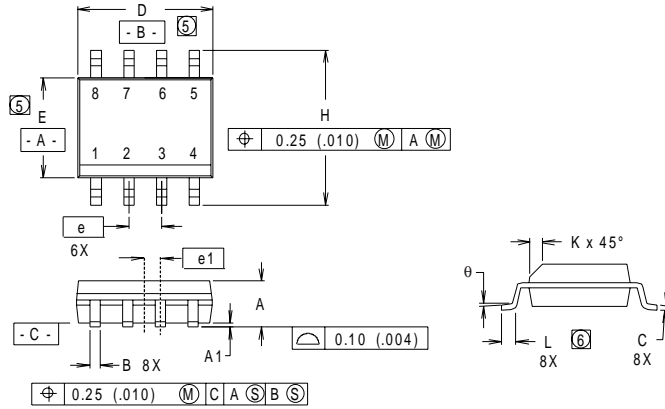 D
- B - 5
8 7 6 5
5
E
- A -
H
1 2 3 4
⌖ 0.25 (.010) Ⓜ A Ⓜ
e
6X
e1
K x 45°
θ
A
- C -
A1
⌓ 0.10 (.004)
B 8X
L 6
8X
C
8X
⌖ 0.25 (.010) Ⓜ C A Ⓢ B Ⓢ